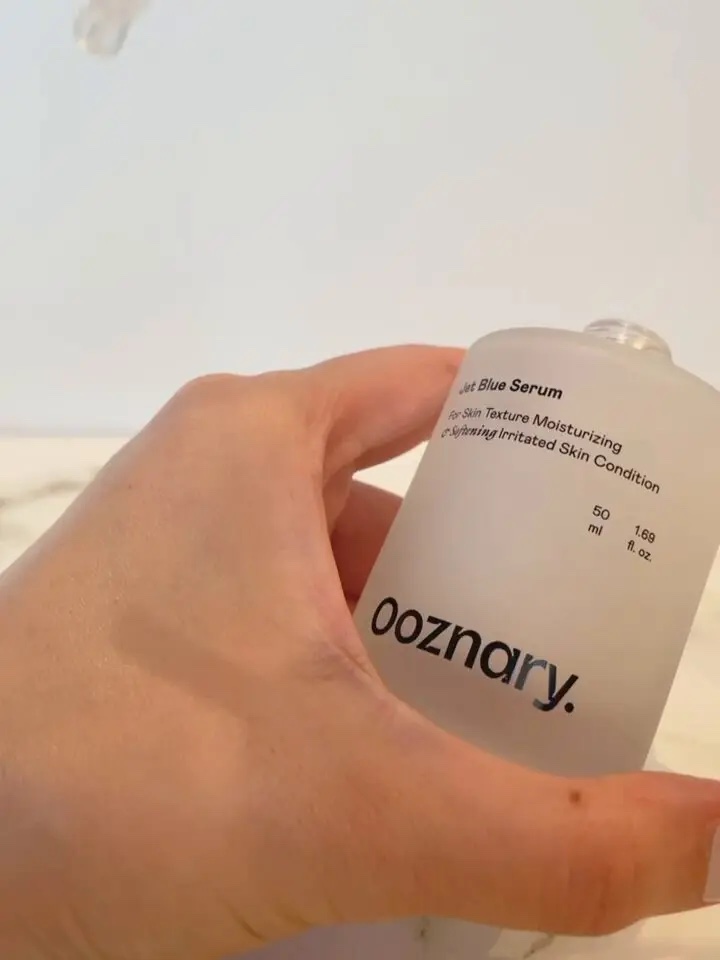 Jet Blue Serum
For Skin Texture Moisturizing
& Softening Irritated Skin Condition
50 1.69
ml fl. oz.
Ooznary.